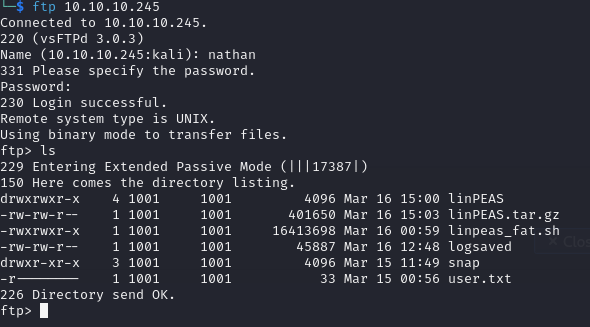 └─$ ftp 10.10.10.245
Connected to 10.10.10.245.
220 (vsFTPd 3.0.3)
Name (10.10.10.245:kali): nathan
331 Please specify the password.
Password:
230 Login successful.
Remote system type is UNIX.
Using binary mode to transfer files.
ftp> ls
229 Entering Extended Passive Mode (|||17387|)
150 Here comes the directory listing.
drwxrwxr-x    4 1001     1001         4096 Mar 16 15:00 linPEAS
-rw-rw-r--    1 1001     1001       401650 Mar 16 15:03 linPEAS.tar.gz
-rwxrwxr-x    1 1001     1001     16413698 Mar 16 00:59 linpeas_fat.sh
-rw-rw-r--    1 1001     1001        45887 Mar 16 12:48 logsaved
drwxr-xr-x    3 1001     1001         4096 Mar 15 11:49 snap
-r--------    1 1001     1001           33 Mar 15 00:56 user.txt
226 Directory send OK.
ftp>